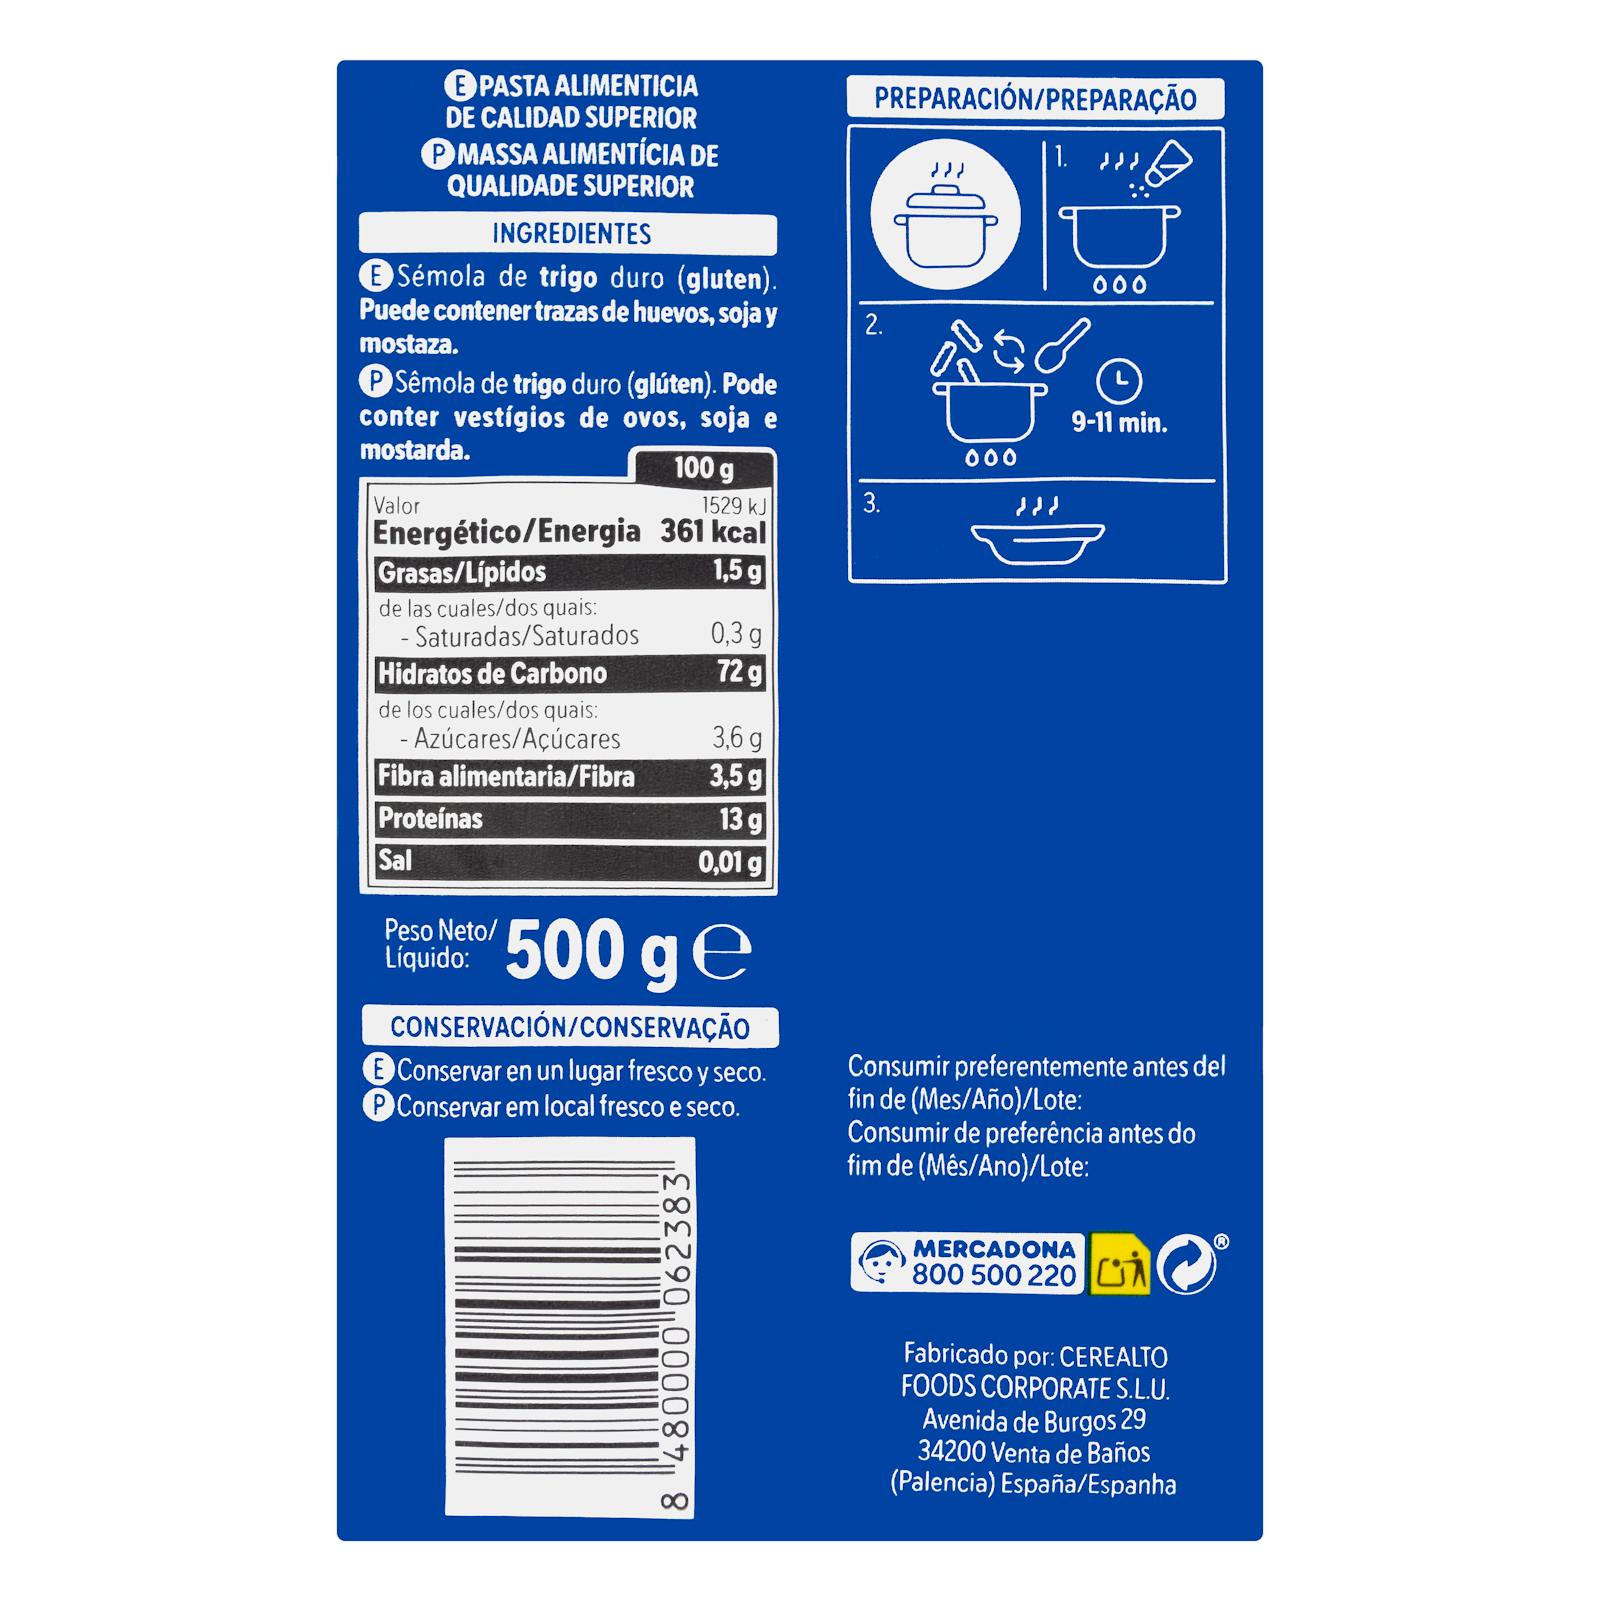 E PASTA ALIMENTICIA
DE CALIDAD SUPERIOR
P MASSA ALIMENTÍCIA DE
QUALIDADE SUPERIOR
INGREDIENTES
E Sémola de trigo duro (gluten).
Puede contener trazas de huevos, soja y
mostaza.
P Sêmola de trigo duro (glúten). Pode
conter vestígios de ovos, soja e
mostarda.
100 g
Valor 1529 kJ
Energético/Energia 361 kcal
Grasas/Lípidos 1,5 g
de las cuales/dos quais:
- Saturadas/Saturados 0,3 g
Hidratos de Carbono 72 g
de los cuales/dos quais:
- Azúcares/Açúcares 3,6 g
Fibra alimentaria/Fibra 3,5 g
Proteínas 13 g
Sal 0,01 g
Peso Neto/
Líquido: 500 g e
CONSERVACIÓN/CONSERVAÇÃO
E Conservar en un lugar fresco y seco.
P Conservar em local fresco e seco.
8 480000 062383
PREPARACIÓN/PREPARAÇÃO
1.
2.
9-11 min.
3.
Consumir preferentemente antes del
fin de (Mes/Año)/Lote:
Consumir de preferência antes do
fim de (Mês/Ano)/Lote:
MERCADONA
800 500 220
®
Fabricado por: CEREALTO
FOODS CORPORATE S.L.U.
Avenida de Burgos 29
34200 Venta de Baños
(Palencia) España/Espanha